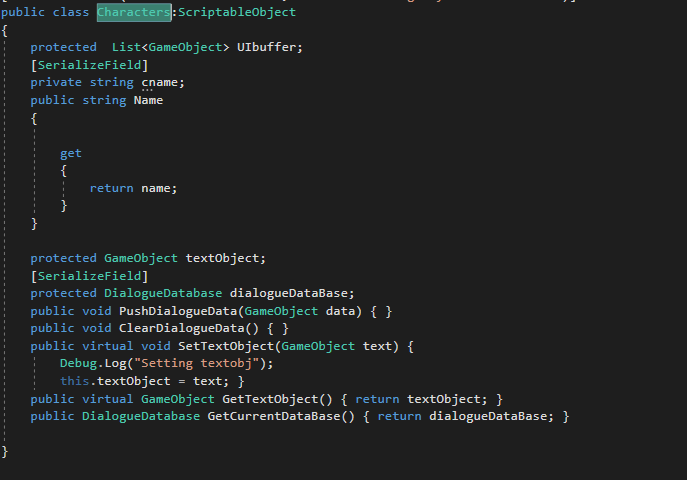 public class Characters:ScriptableObject
{
protected  List<GameObject> UIbuffer;
[SerializeField]
private string cname;
public string Name
{
get
{
return name;
}
}
protected GameObject textObject;
[SerializeField]
protected DialogueDatabase dialogueDataBase;
public void PushDialogueData(GameObject data) { }
public void ClearDialogueData() { }
public virtual void SetTextObject(GameObject text) {
Debug.Log("Setting textobj");
this.textObject = text; }
public virtual GameObject GetTextObject() { return textObject; }
public DialogueDatabase GetCurrentDataBase() { return dialogueDataBase; }
}